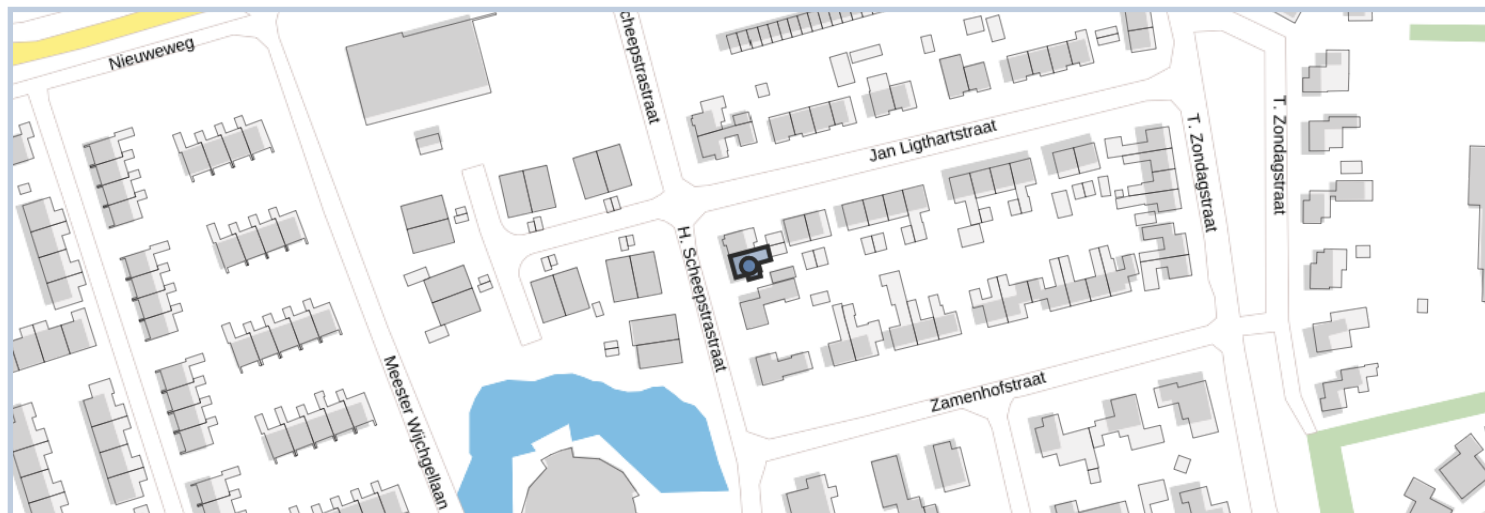 Nieuweweg
cheepstrastraat
Jan Ligthartstraat
T. Zondagstraat
T. Zondagstraat
H. Scheepstrastraat
Meester Wijchgellaan
Zamenhofstraat